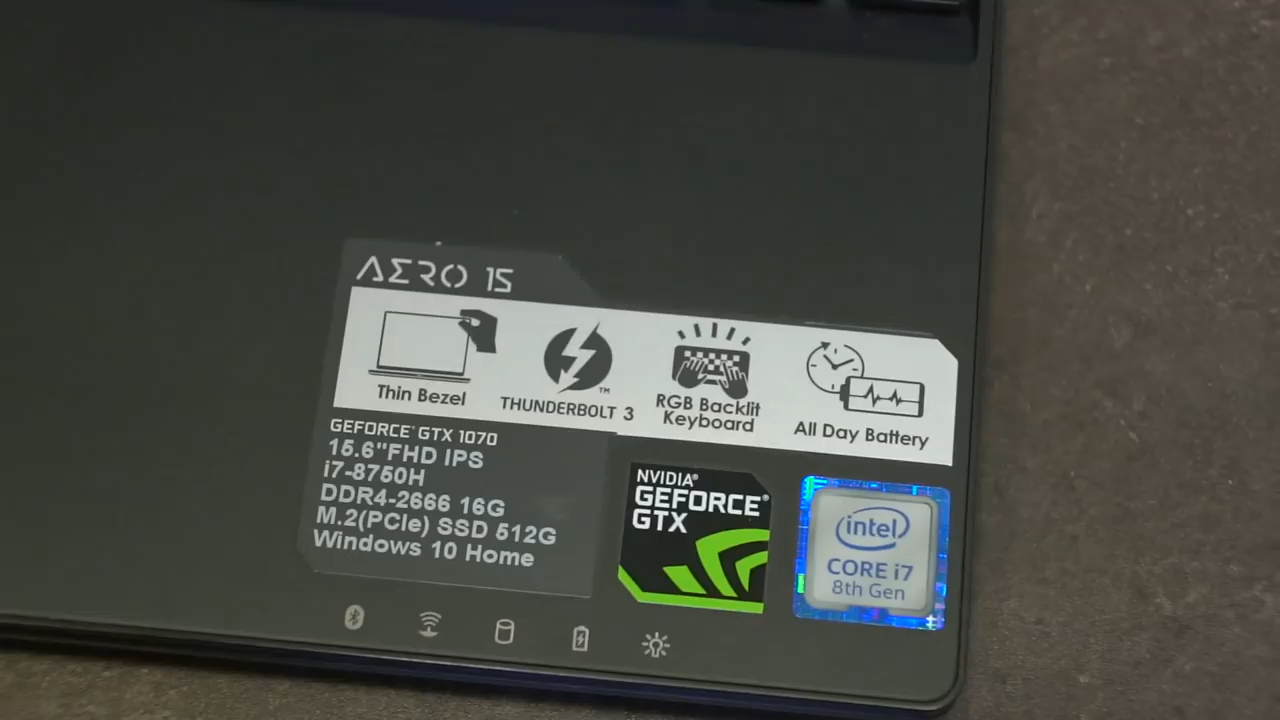 AERO 15
Thin Bezel
THUNDERBOLT 3
™
RGB Backlit
Keyboard
All Day Battery
GEFORCE® GTX 1070
15.6"FHD IPS
i7-8750H
DDR4-2666 16G
M.2(PCIe) SSD 512G
Windows 10 Home
NVIDIA®
GEFORCE®
GTX
intel
CORE i7
8th Gen